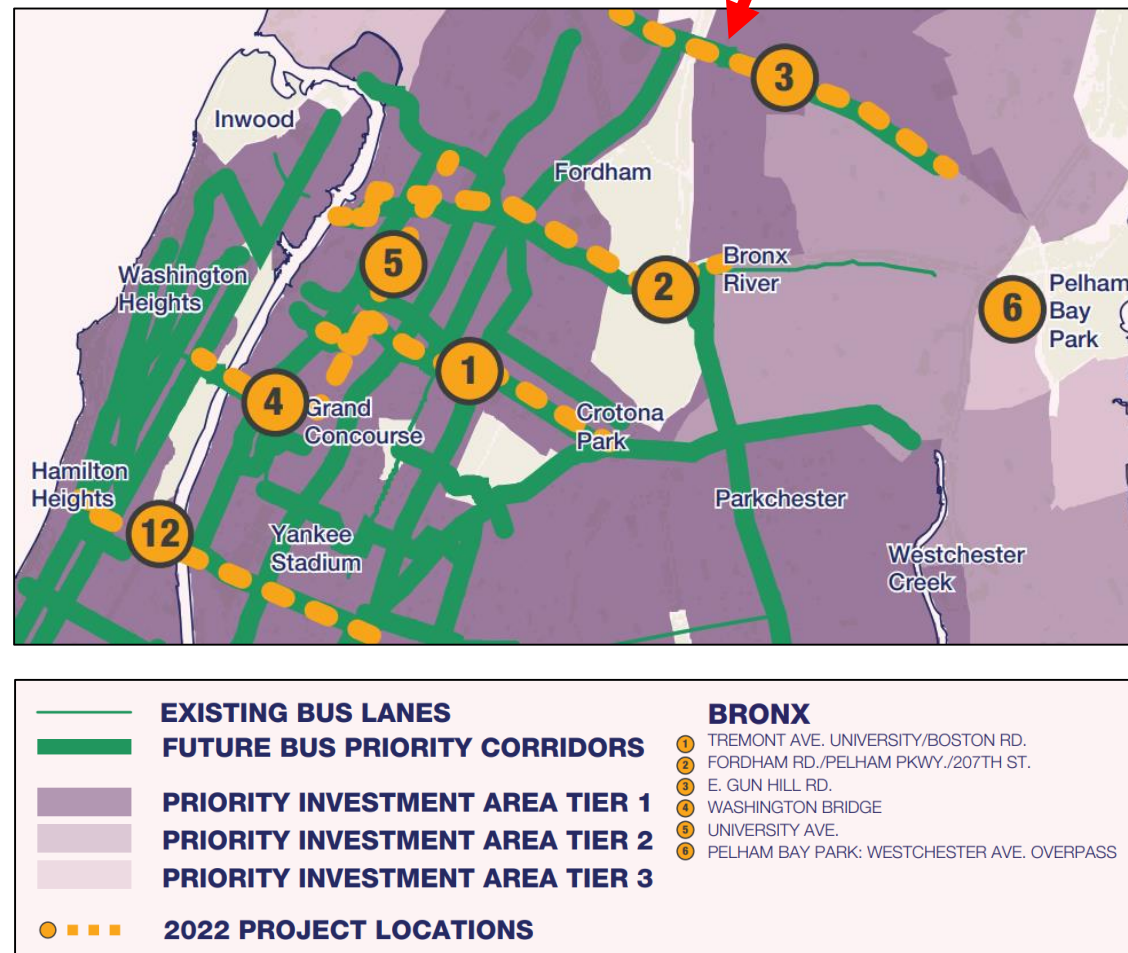 3
Inwood
Fordham
5
Bronx
River
Washington
Heights
2
6
Pelham
Bay
Park
1
4
Grand
Concourse
Crotona
Park
Hamilton
Heights
12
Parkchester
Yankee
Stadium
Westchester
Creek
EXISTING BUS LANES
FUTURE BUS PRIORITY CORRIDORS
PRIORITY INVESTMENT AREA TIER 1
PRIORITY INVESTMENT AREA TIER 2
PRIORITY INVESTMENT AREA TIER 3
2022 PROJECT LOCATIONS
BRONX
1 TREMONT AVE. UNIVERSITY/BOSTON RD.
2 FORDHAM RD./PELHAM PKWY./207TH ST.
3 E. GUN HILL RD.
4 WASHINGTON BRIDGE
5 UNIVERSITY AVE.
6 PELHAM BAY PARK: WESTCHESTER AVE. OVERPASS